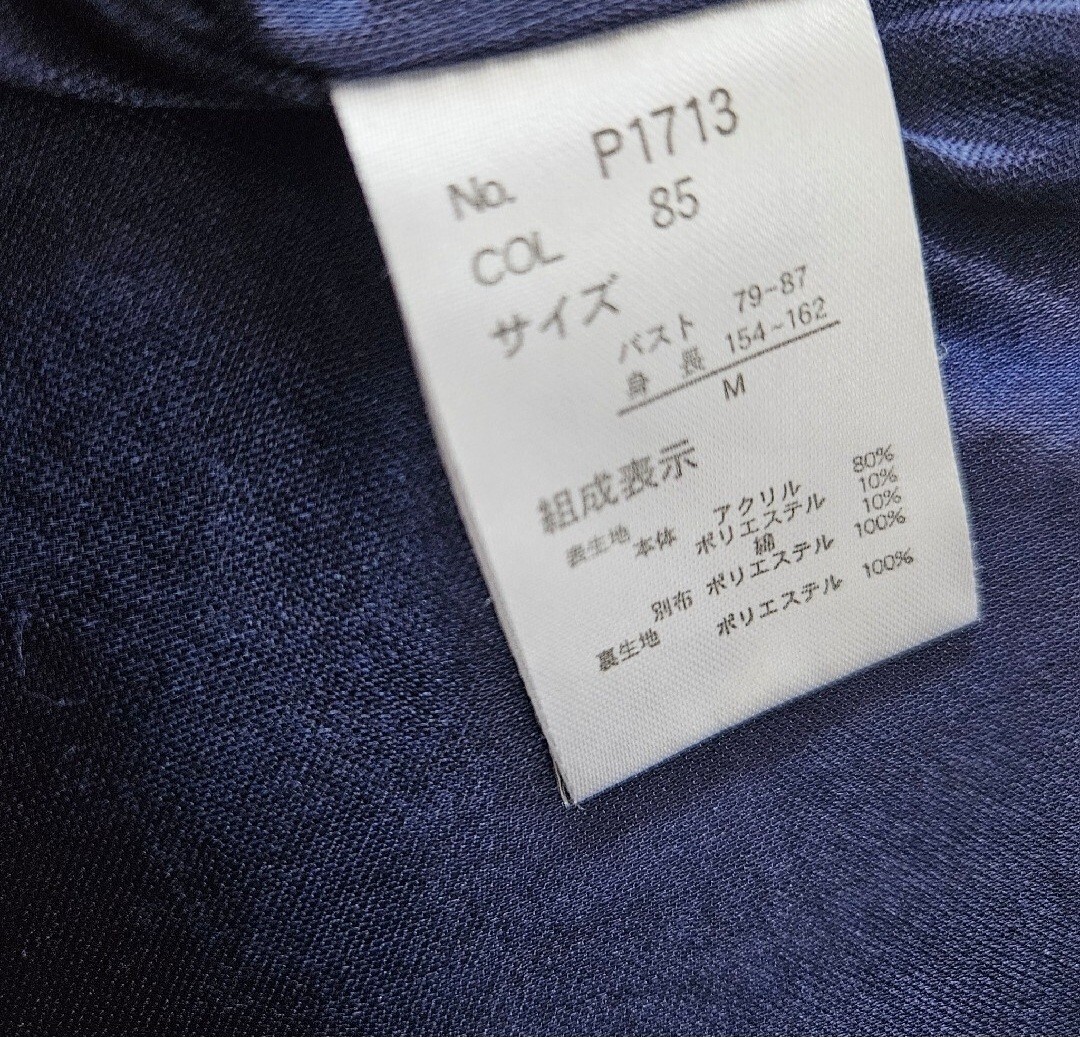 No. P1713
COL 85
サイズ
バスト 79-87
身長 154-162
M
組成表示
表生地 本体 アクリル 80%
ポリエステル 10%
綿 10%
別布 ポリエステル 100%
裏生地 ポリエステル 100%